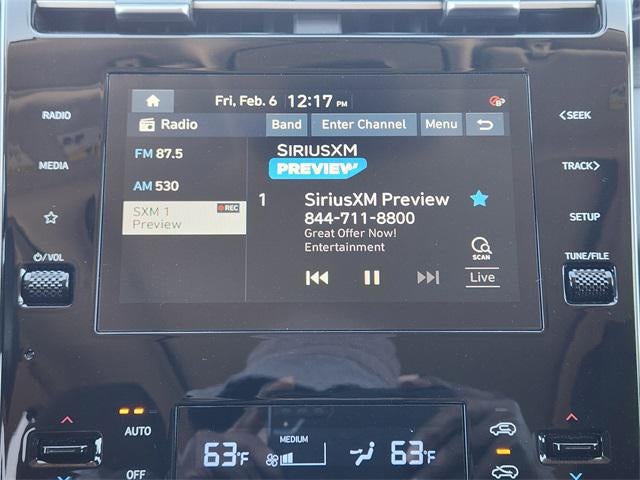 Fri, Feb. 6 12:17 PM
Radio
Band
Enter Channel
Menu
FM 87.5
AM 530
SXM 1
REC
Preview
SIRIUSXM
PREVIEW
1
SiriusXM Preview
844-711-8800
Great Offer Now!
Entertainment
SCAN
Live
RADIO
MEDIA
/VOL
<SEEK
TRACK>
SETUP
TUNE/FILE
AUTO
OFF
63°F
MEDIUM
63°F